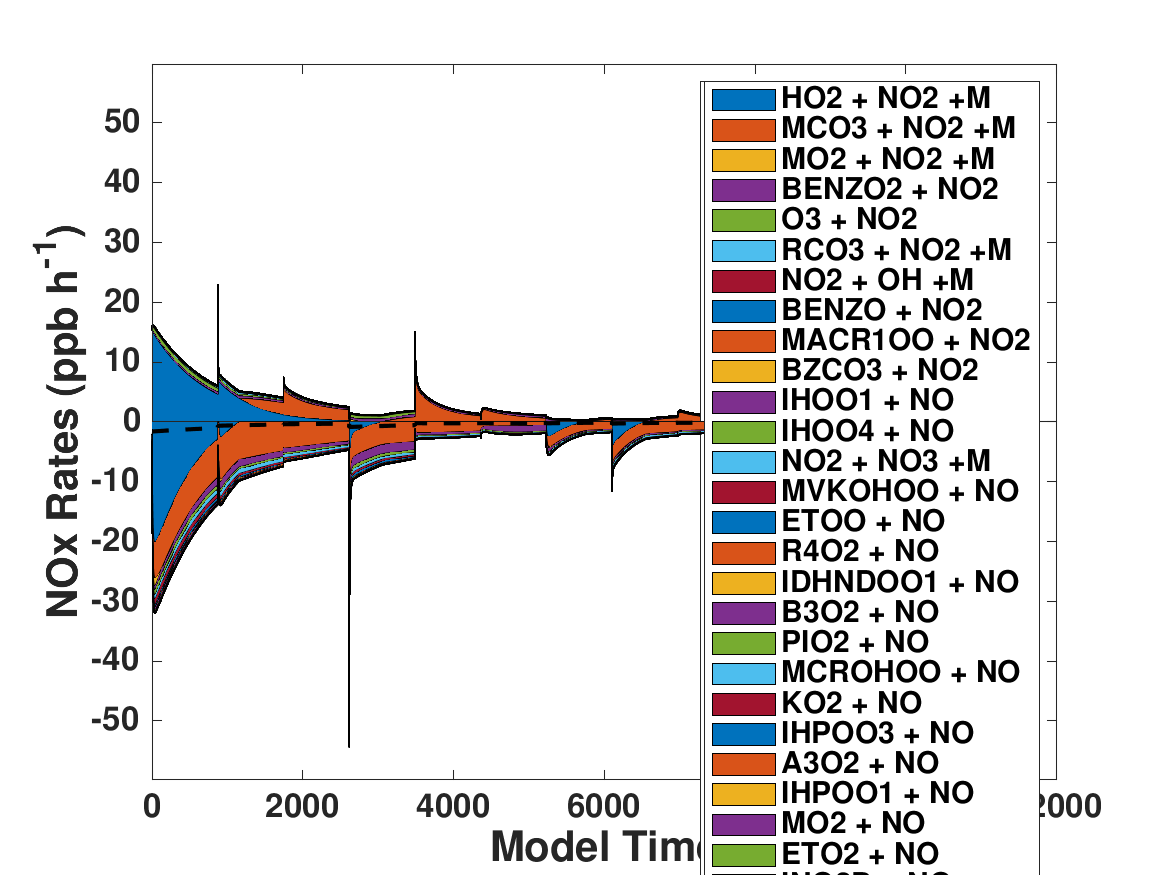 NOx Rates (ppb h-1)
50
40
30
20
10
0
-10
-20
-30
-40
-50
0
2000
4000
6000
2000
Model Time
HO2 + NO2 +M
MCO3 + NO2 +M
MO2 + NO2 +M
BENZO2 + NO2
O3 + NO2
RCO3 + NO2 +M
NO2 + OH +M
BENZO + NO2
MACR1OO + NO2
BZCO3 + NO2
IHOO1 + NO
IHOO4 + NO
NO2 + NO3 +M
MVKOHOO + NO
ETOO + NO
R4O2 + NO
IDHNDOO1 + NO
B3O2 + NO
PIO2 + NO
MCROHOO + NO
KO2 + NO
IHPOO3 + NO
A3O2 + NO
IHPOO1 + NO
MO2 + NO
ETO2 + NO